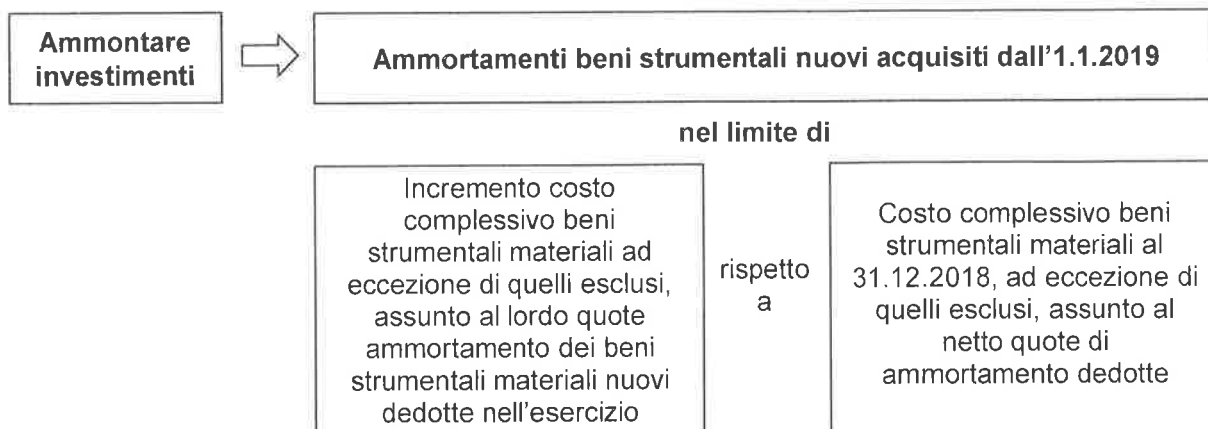 Ammontare
investimenti
Ammortamenti beni strumentali nuovi acquisiti dall'1.1.2019
nel limite di
Incremento costo
complessivo beni
strumentali materiali ad
eccezione di quelli esclusi,
assunto al lordo quote
ammortamento dei beni
strumentali materiali nuovi
dedotte nell'esercizio
rispetto
a
Costo complessivo beni
strumentali materiali al
31.12.2018, ad eccezione di
quelli esclusi, assunto al
netto quote di
ammortamento dedotte